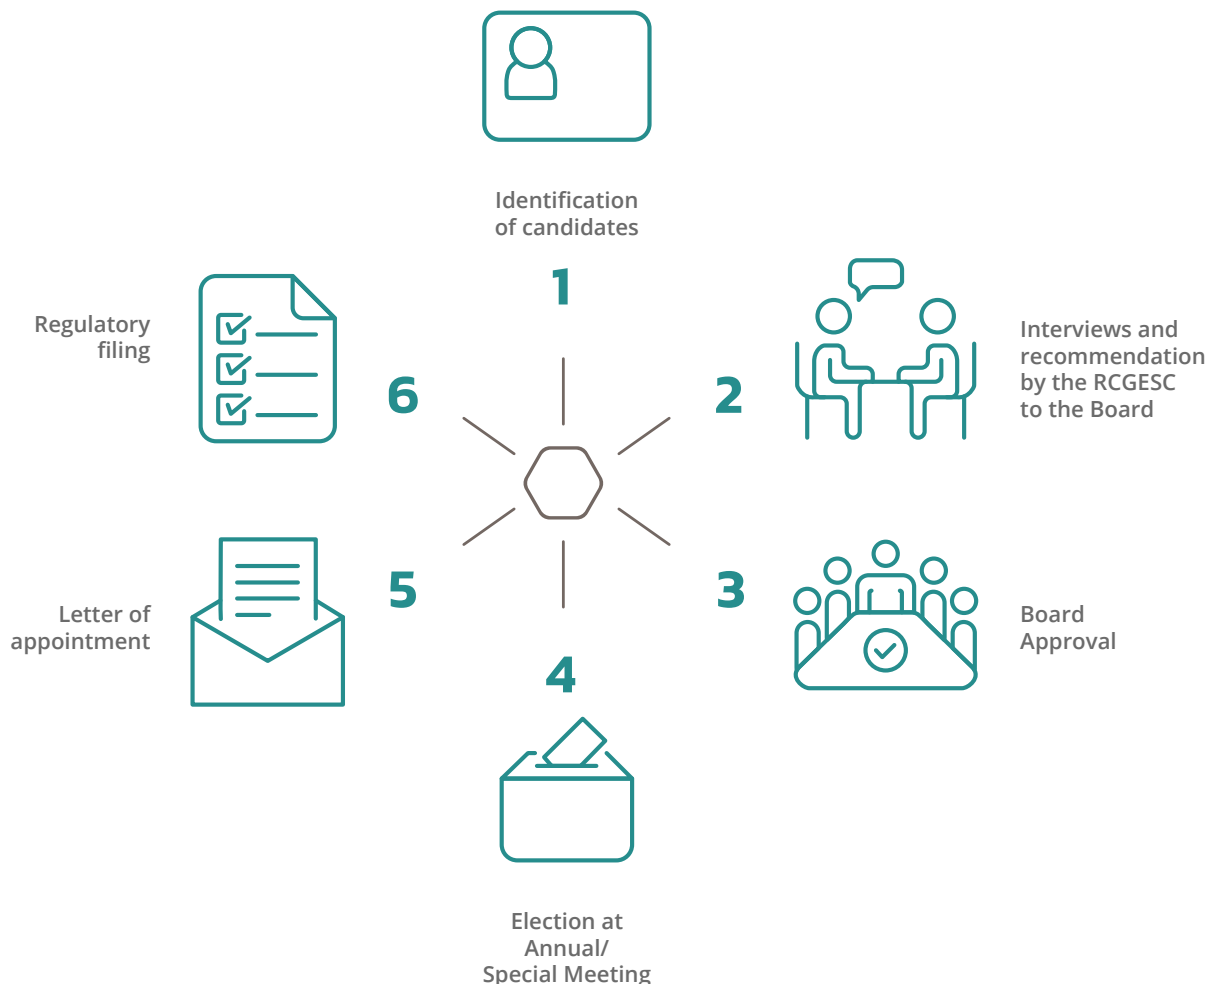 Identification
of candidates
1
2
Interviews and
recommendation
by the RCGESC
to the Board
3
Board
Approval
4
Election at
Annual/
Special Meeting
5
Letter of
appointment
6
Regulatory
filing